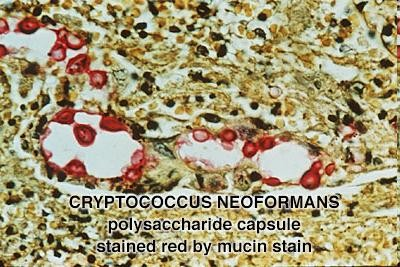 CRYPTOCOCCUS NEOFORMANS
polysaccharide capsule
stained red by mucin stain